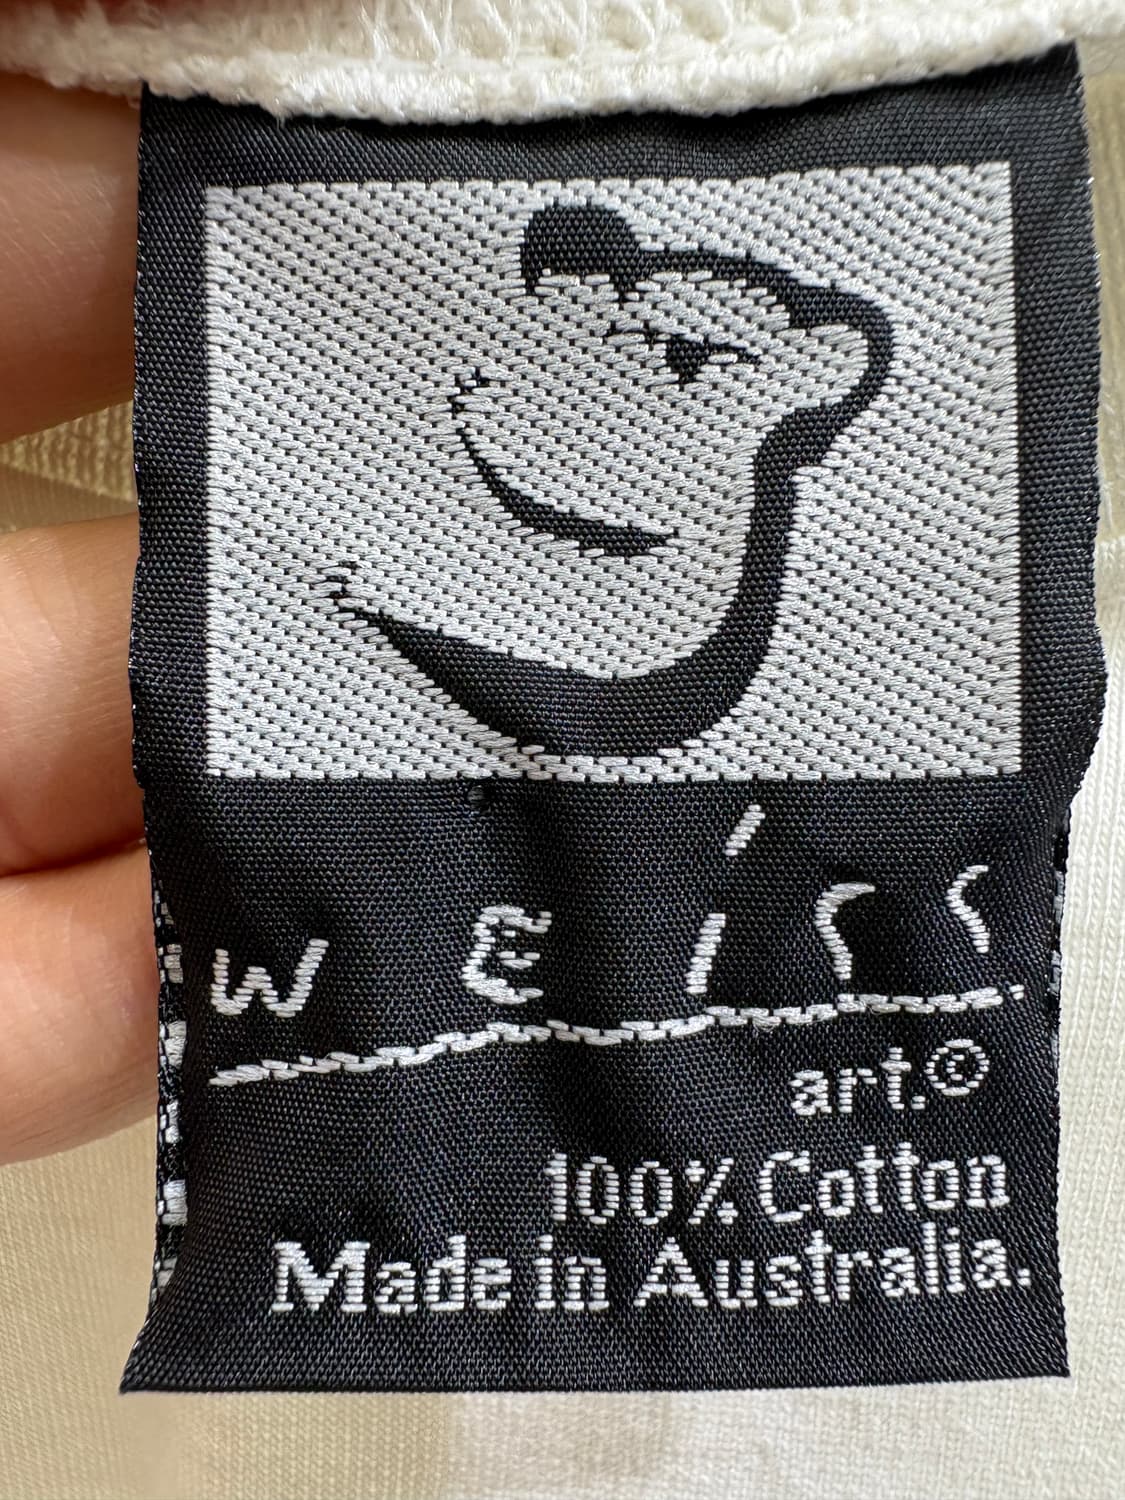 weiss
art.®
100% Cotton
Made in Australia.